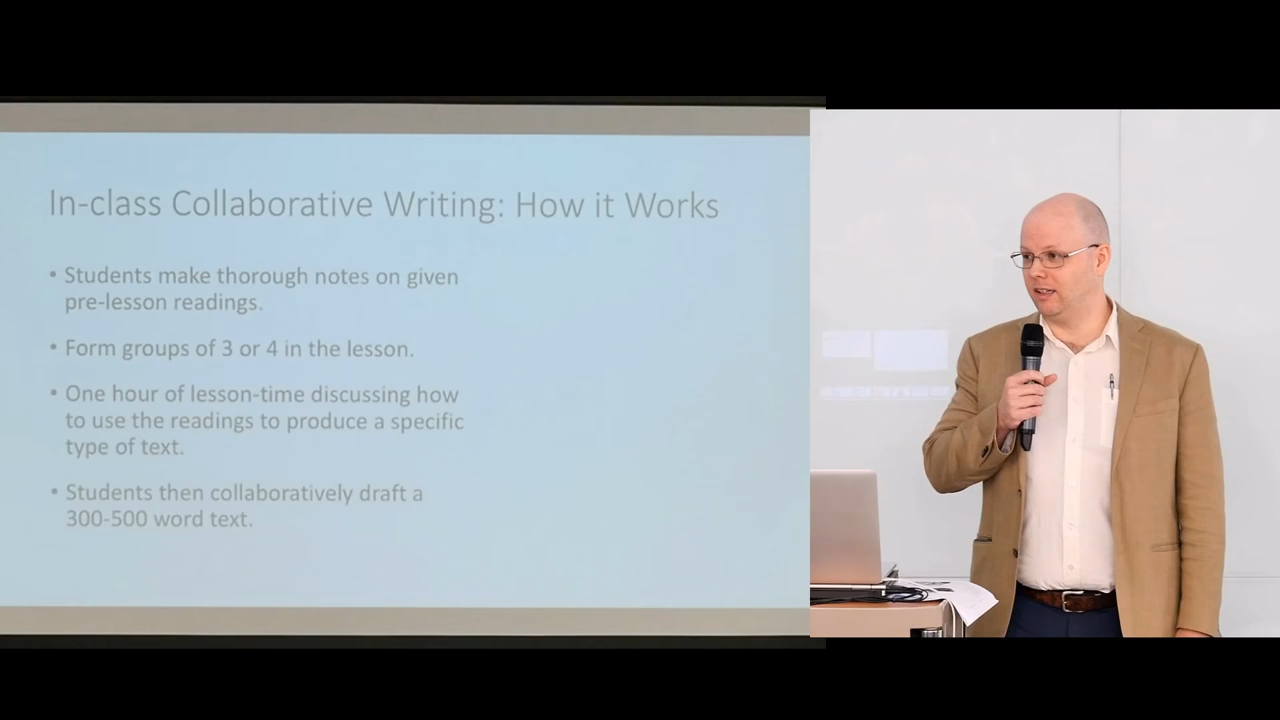 In-class Collaborative Writing: How it Works
• Students make thorough notes on given
pre-lesson readings.
• Form groups of 3 or 4 in the lesson.
• One hour of lesson-time discussing how
to use the readings to produce a specific
type of text.
• Students then collaboratively draft a
300-500 word text.